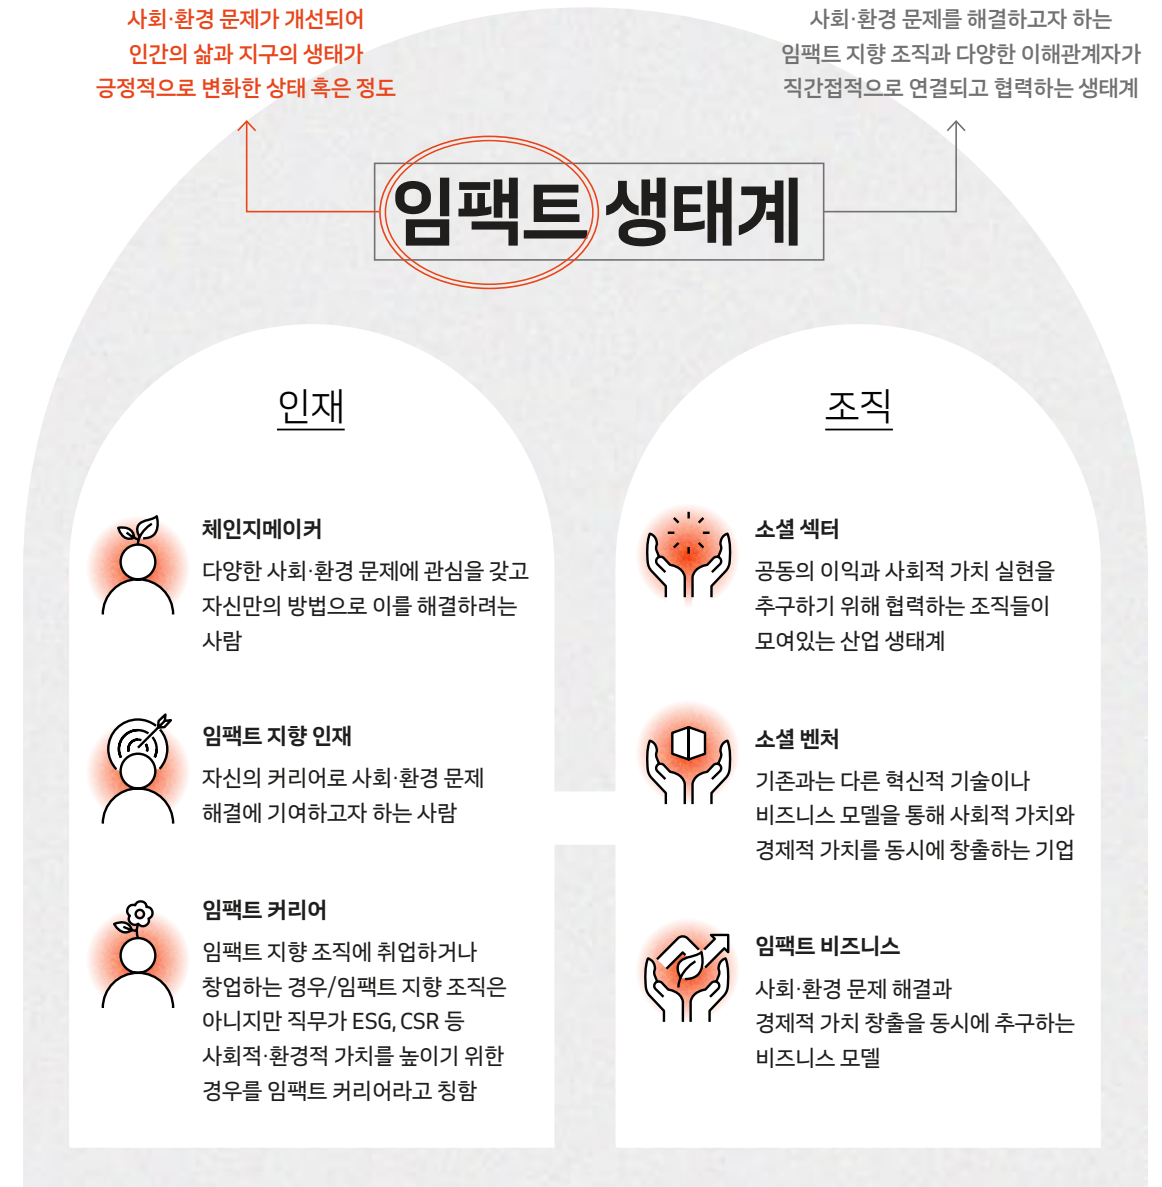 사회·환경 문제가 개선되어
인간의 삶과 지구의 생태가
긍정적으로 변화한 상태 혹은 정도
사회·환경 문제를 해결하고자 하는
임팩트 지향 조직과 다양한 이해관계자가
직간접적으로 연결되고 협력하는 생태계
임팩트 생태계
인재
체인지메이커
다양한 사회·환경 문제에 관심을 갖고
자신만의 방법으로 이를 해결하려는
사람
임팩트 지향 인재
자신의 커리어로 사회·환경 문제
해결에 기여하고자 하는 사람
임팩트 커리어
임팩트 지향 조직에 취업하거나
창업하는 경우/임팩트 지향 조직은
아니지만 직무가 ESG, CSR 등
사회적·환경적 가치를 높이기 위한
경우를 임팩트 커리어라고 칭함
조직
소셜 섹터
공동의 이익과 사회적 가치 실현을
추구하기 위해 협력하는 조직들이
모여있는 산업 생태계
소셜 벤처
기존과는 다른 혁신적 기술이나
비즈니스 모델을 통해 사회적 가치와
경제적 가치를 동시에 창출하는 기업
임팩트 비즈니스
사회·환경 문제 해결과
경제적 가치 창출을 동시에 추구하는
비즈니스 모델